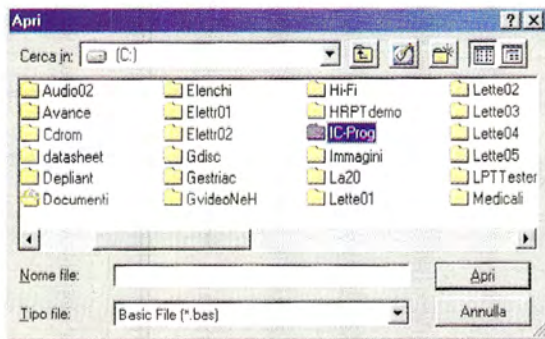 Apri
Cerca in: (C:)
Audio02 Elenchi Hi-Fi Lette02
Avance Elettr01 HRPTdemo Lette03
Cdrom Elettr02 IC-Prog Lette04
datasheet Gdisc Immagini Lette05
Depliant Gestriac La20 LPTTester
Documenti GvideoNeH Lette01 Medicali
Nome file: Apri
Tipo file: Basic File (*.bas) Annulla